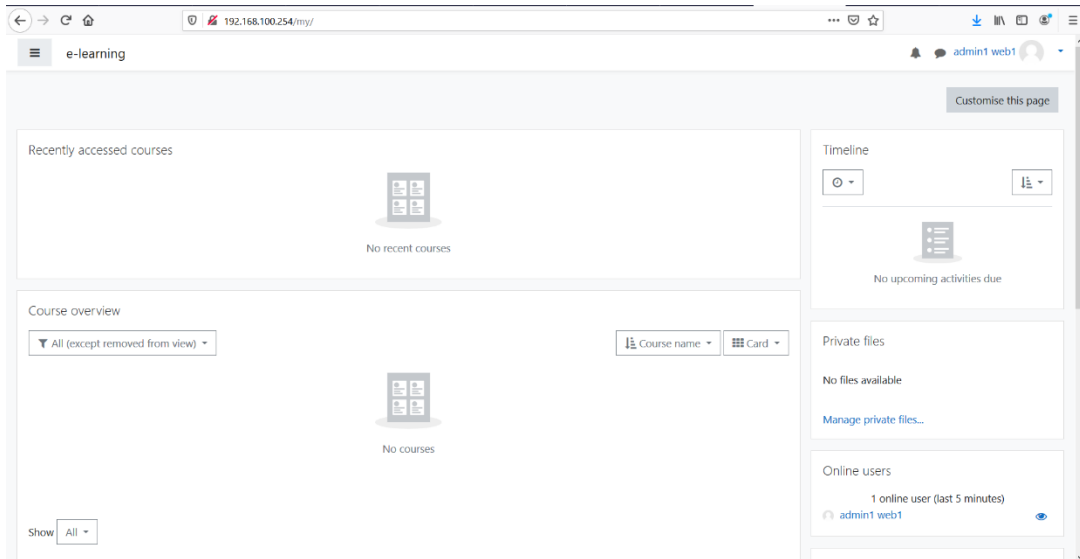 192.168.100.254/my/
e-learning
admin1 web1
Customise this page
Recently accessed courses
No recent courses
Course overview
All (except removed from view)
Course name
Card
No courses
Show
All
Timeline
No upcoming activities due
Private files
No files available
Manage private files...
Online users
1 online user (last 5 minutes)
admin1 web1